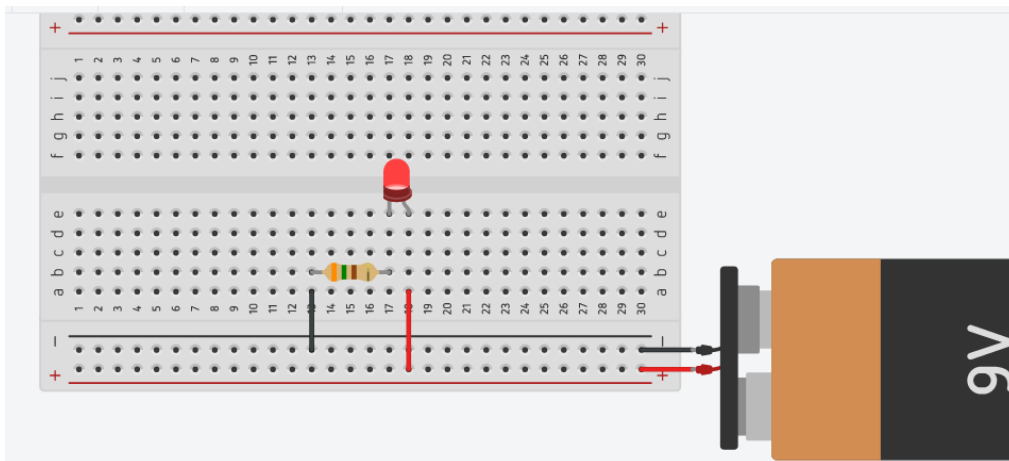 + +
1 2 3 4 5 6 7 8 9 10 11 12 13 14 15 16 17 18 19 20 21 22 23 24 25 26 27 28 29 30
j j
i i
h h
g g
f f
e e
d d
c c
b b
a a
1 2 3 4 5 6 7 8 9 10 11 12 13 14 15 16 17 18 19 20 21 22 23 24 25 26 27 28 29 30
- -
+ +
9V